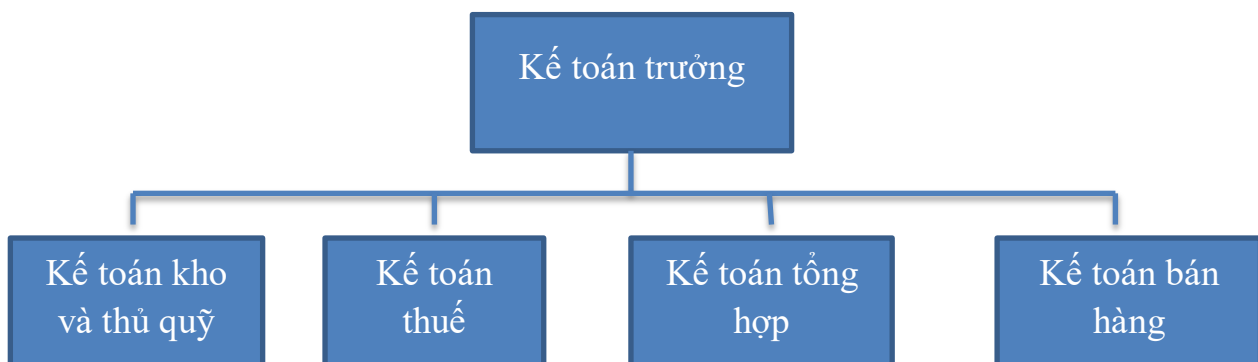 Kế toán trưởng
Kế toán kho
và thủ quỹ
Kế toán
thuế
Kế toán tổng
hợp
Kế toán bán
hàng